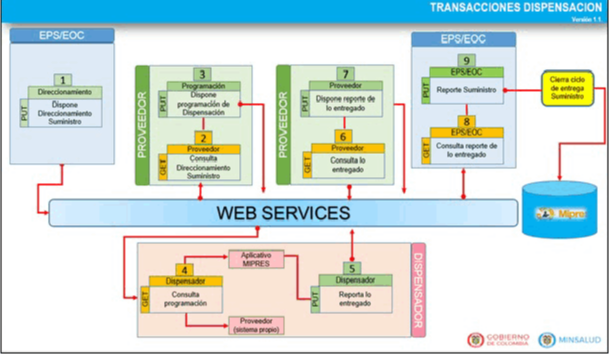 TRANSACCIONES DISPENSACION
Versión 1.1
EPS/EOC
1
Direccionamiento
PUT
Dispone
Direccionamiento
Suministro
PROVEEDOR
3
Programación
PUT
Dispone
programación de
Dispensación
2
Proveedor
GET
Consulta
Direccionamiento
Suministro
PROVEEDOR
7
Proveedor
PUT
Dispone reporte de
lo entregado
6
Proveedor
GET
Consulta lo
entregado
EPS/EOC
9
EPS/EOC
PUT
Reporte Suministro
8
EPS/EOC
GET
Consulta reporte de
lo entregado
Cierra ciclo
de entrega
Suministro
Mipres
WEB SERVICES
4
Dispensador
GET
Consulta
programación
Aplicativo
MIPRES
Proveedor
(sistema propio)
5
Dispensador
PUT
Reporta lo
entregado
DISPENSADOR
GOBIERNO
DE COLOMBIA
MINSALUD